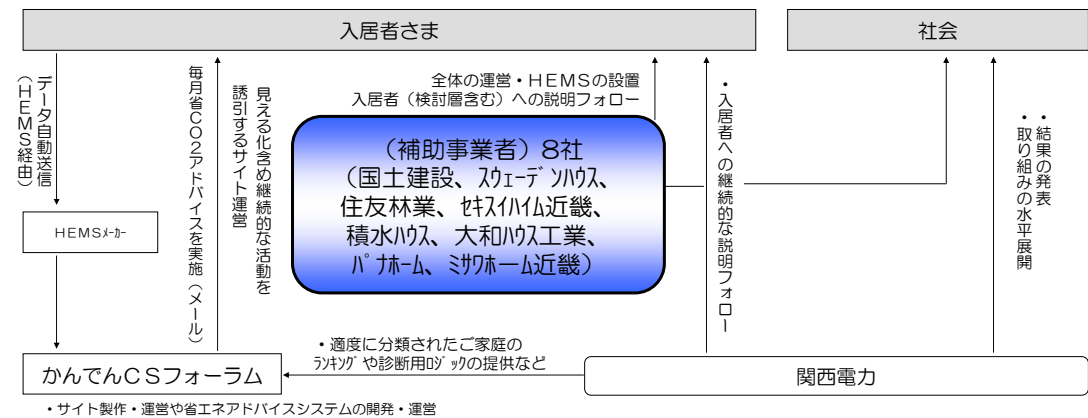 入居者さま
社会
データ自動送信
(HEMS経由)
毎月省CO2アドバイスを実施(メール)
見える化含め継続的な活動を
誘引するサイト運営
全体の運営・HEMSの設置
入居者(検討層含む)への説明フォロー
(補助事業者)8社
(国土建設、ｽｳｪｰﾃﾞﾝﾊｳｽ、
住友林業、ｾｷｽｲﾊｲﾑ近畿、
積水ﾊｳｽ、大和ﾊｳｽ工業、
ﾊﾟﾅﾎｰﾑ、ﾐｻﾜﾎｰﾑ近畿)
・入居者への継続的な説明フォロー
・結果の発表
・取り組みの水平展開
HEMSﾒｰｶｰ
・適度に分類されたご家庭の
ﾗﾝｷﾝｸﾞや診断用ﾛｼﾞｯｸの提供など
かんでんCSフォーラム
関西電力
・サイト製作・運営や省エネアドバイスシステムの開発・運営